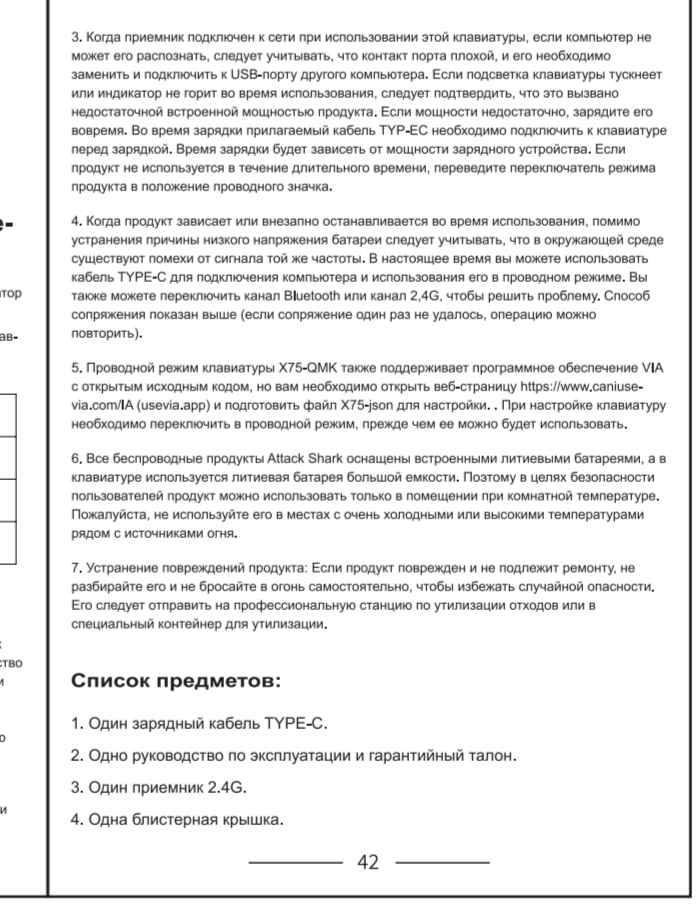 е-
тор
ав-
к
ство
и
о
и
3. Когда приемник подключен к сети при использовании этой клавиатуры, если компьютер не
может его распознать, следует учитывать, что контакт порта плохой, и его необходимо
заменить и подключить к USB-порту другого компьютера. Если подсветка клавиатуры тускнеет
или индикатор не горит во время использования, следует подтвердить, что это вызвано
недостаточной встроенной мощностью продукта. Если мощности недостаточно, зарядите его
вовремя. Во время зарядки прилагаемый кабель TYP-EC необходимо подключить к клавиатуре
перед зарядкой. Время зарядки будет зависеть от мощности зарядного устройства. Если
продукт не используется в течение длительного времени, переведите переключатель режима
продукта в положение проводного значка.
4. Когда продукт зависает или внезапно останавливается во время использования, помимо
устранения причины низкого напряжения батареи следует учитывать, что в окружающей среде
существуют помехи от сигнала той же частоты. В настоящее время вы можете использовать
кабель TYPE-C для подключения компьютера и использования его в проводном режиме. Вы
также можете переключить канал Bluetooth или канал 2,4G, чтобы решить проблему. Способ
сопряжения показан выше (если сопряжение один раз не удалось, операцию можно
повторить).
5. Проводной режим клавиатуры X75-QMK также поддерживает программное обеспечение VIA
с открытым исходным кодом, но вам необходимо открыть веб-страницу https://www.caniuse-
via.com/IA (usevia.app) и подготовить файл X75-json для настройки. . При настройке клавиатуру
необходимо переключить в проводной режим, прежде чем ее можно будет использовать.
6. Все беспроводные продукты Attack Shark оснащены встроенными литиевыми батареями, а в
клавиатуре используется литиевая батарея большой емкости. Поэтому в целях безопасности
пользователей продукт можно использовать только в помещении при комнатной температуре.
Пожалуйста, не используйте его в местах с очень холодными или высокими температурами
рядом с источниками огня.
7. Устранение повреждений продукта: Если продукт поврежден и не подлежит ремонту, не
разбирайте его и не бросайте в огонь самостоятельно, чтобы избежать случайной опасности.
Его следует отправить на профессиональную станцию по утилизации отходов или в
специальный контейнер для утилизации.
Список предметов:
1. Один зарядный кабель TYPE-C.
2. Одно руководство по эксплуатации и гарантийный талон.
3. Один приемник 2.4G.
4. Одна блистерная крышка.
42